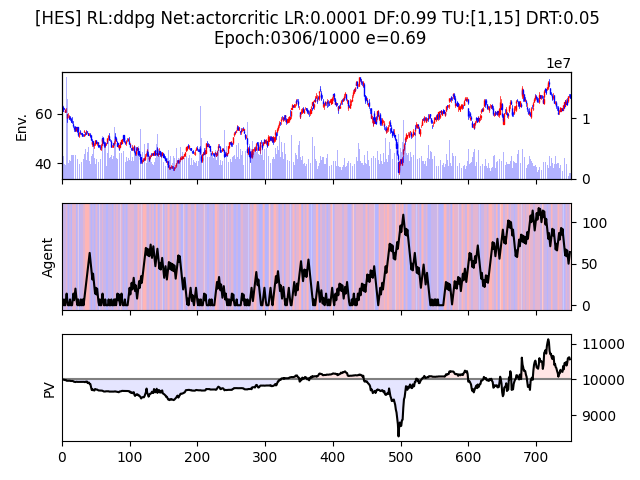 [HES] RL:ddpg Net:actorcritic LR:0.0001 DF:0.99 TU:[1,15] DRT:0.05
Epoch:0306/1000 e=0.69
1e7
Env.
60
40
1
0
Agent
100
50
0
PV
11000
10000
9000
0 100 200 300 400 500 600 700